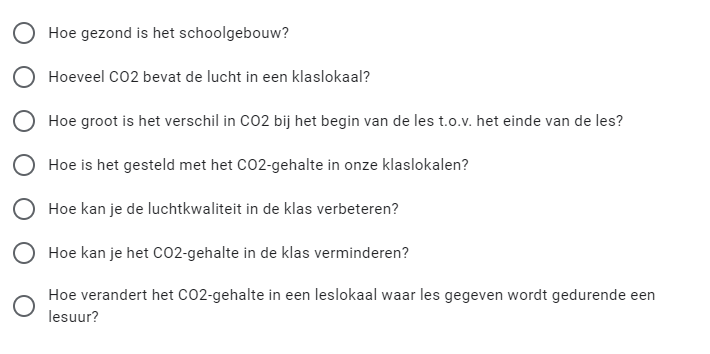 Hoe gezond is het schoolgebouw?
Hoeveel CO2 bevat de lucht in een klaslokaal?
Hoe groot is het verschil in CO2 bij het begin van de les t.o.v. het einde van de les?
Hoe is het gesteld met het CO2-gehalte in onze klaslokalen?
Hoe kan je de luchtkwaliteit in de klas verbeteren?
Hoe kan je het CO2-gehalte in de klas verminderen?
Hoe verandert het CO2-gehalte in een leslokaal waar les gegeven wordt gedurende een
lesuur?